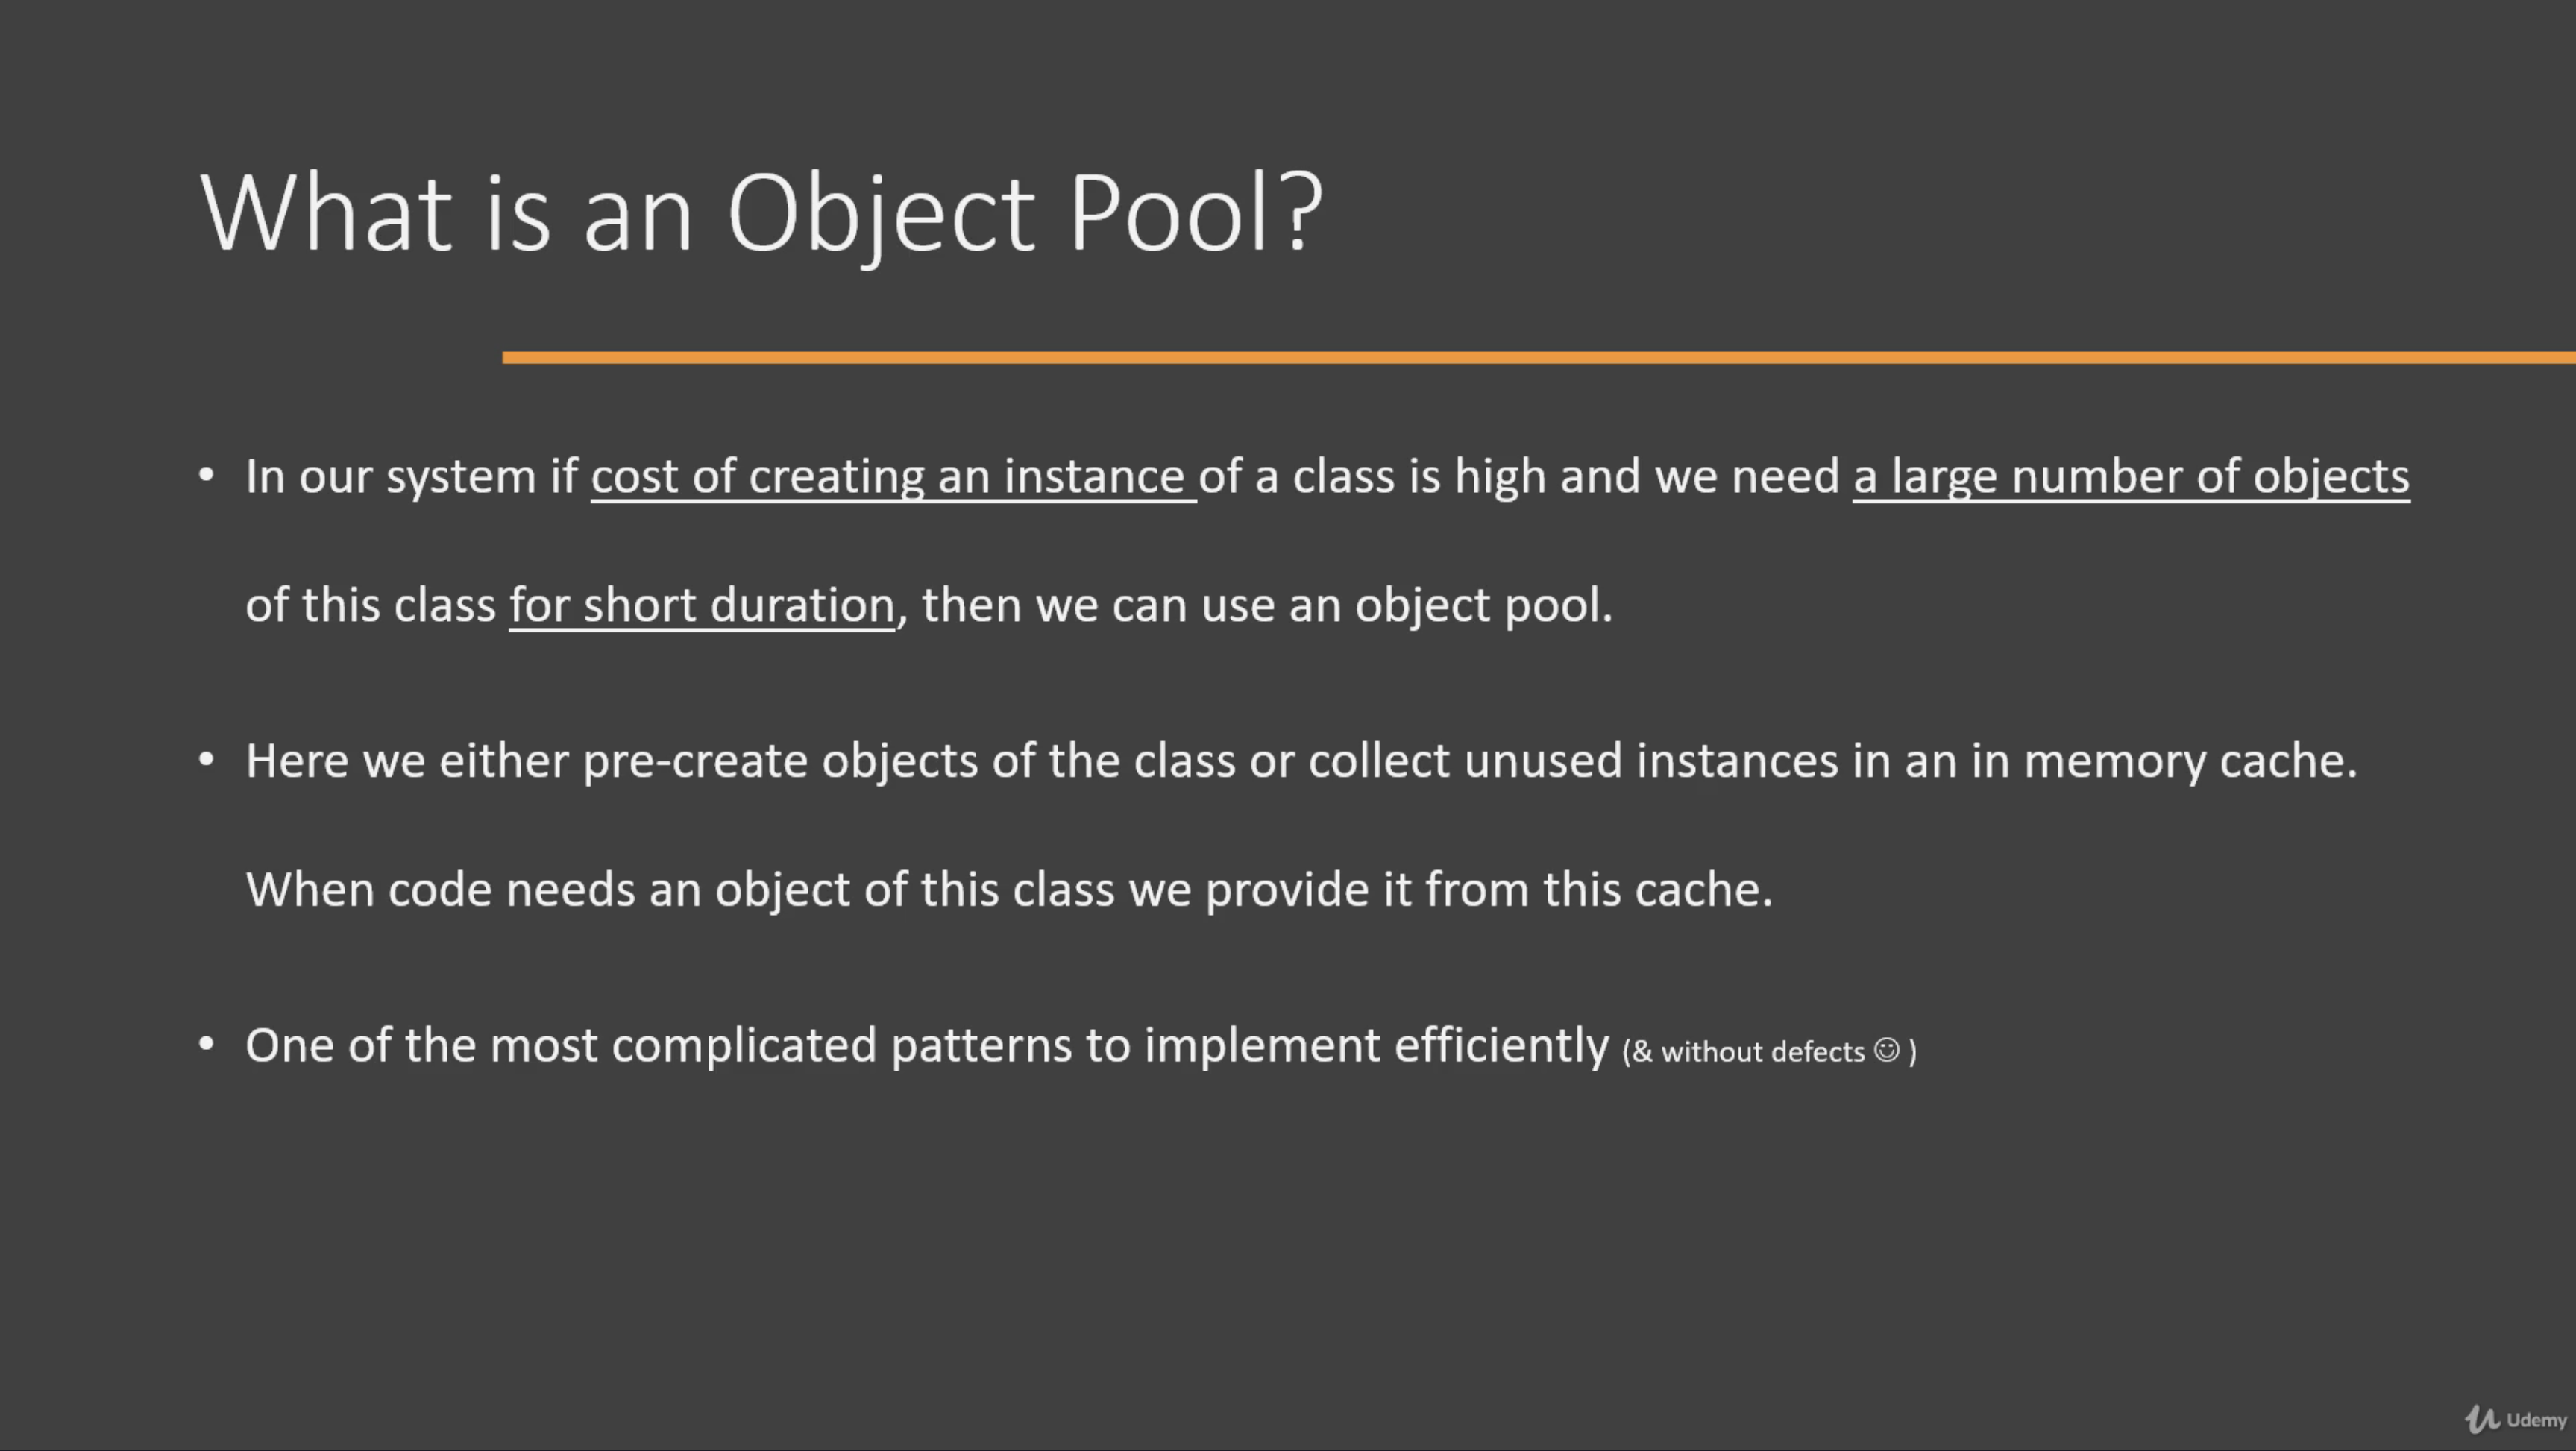 What is an Object Pool?
• In our system if cost of creating an instance of a class is high and we need a large number of objects
of this class for short duration, then we can use an object pool.
• Here we either pre-create objects of the class or collect unused instances in an in memory cache.
When code needs an object of this class we provide it from this cache.
• One of the most complicated patterns to implement efficiently (& without defects ☺ )
Udemy